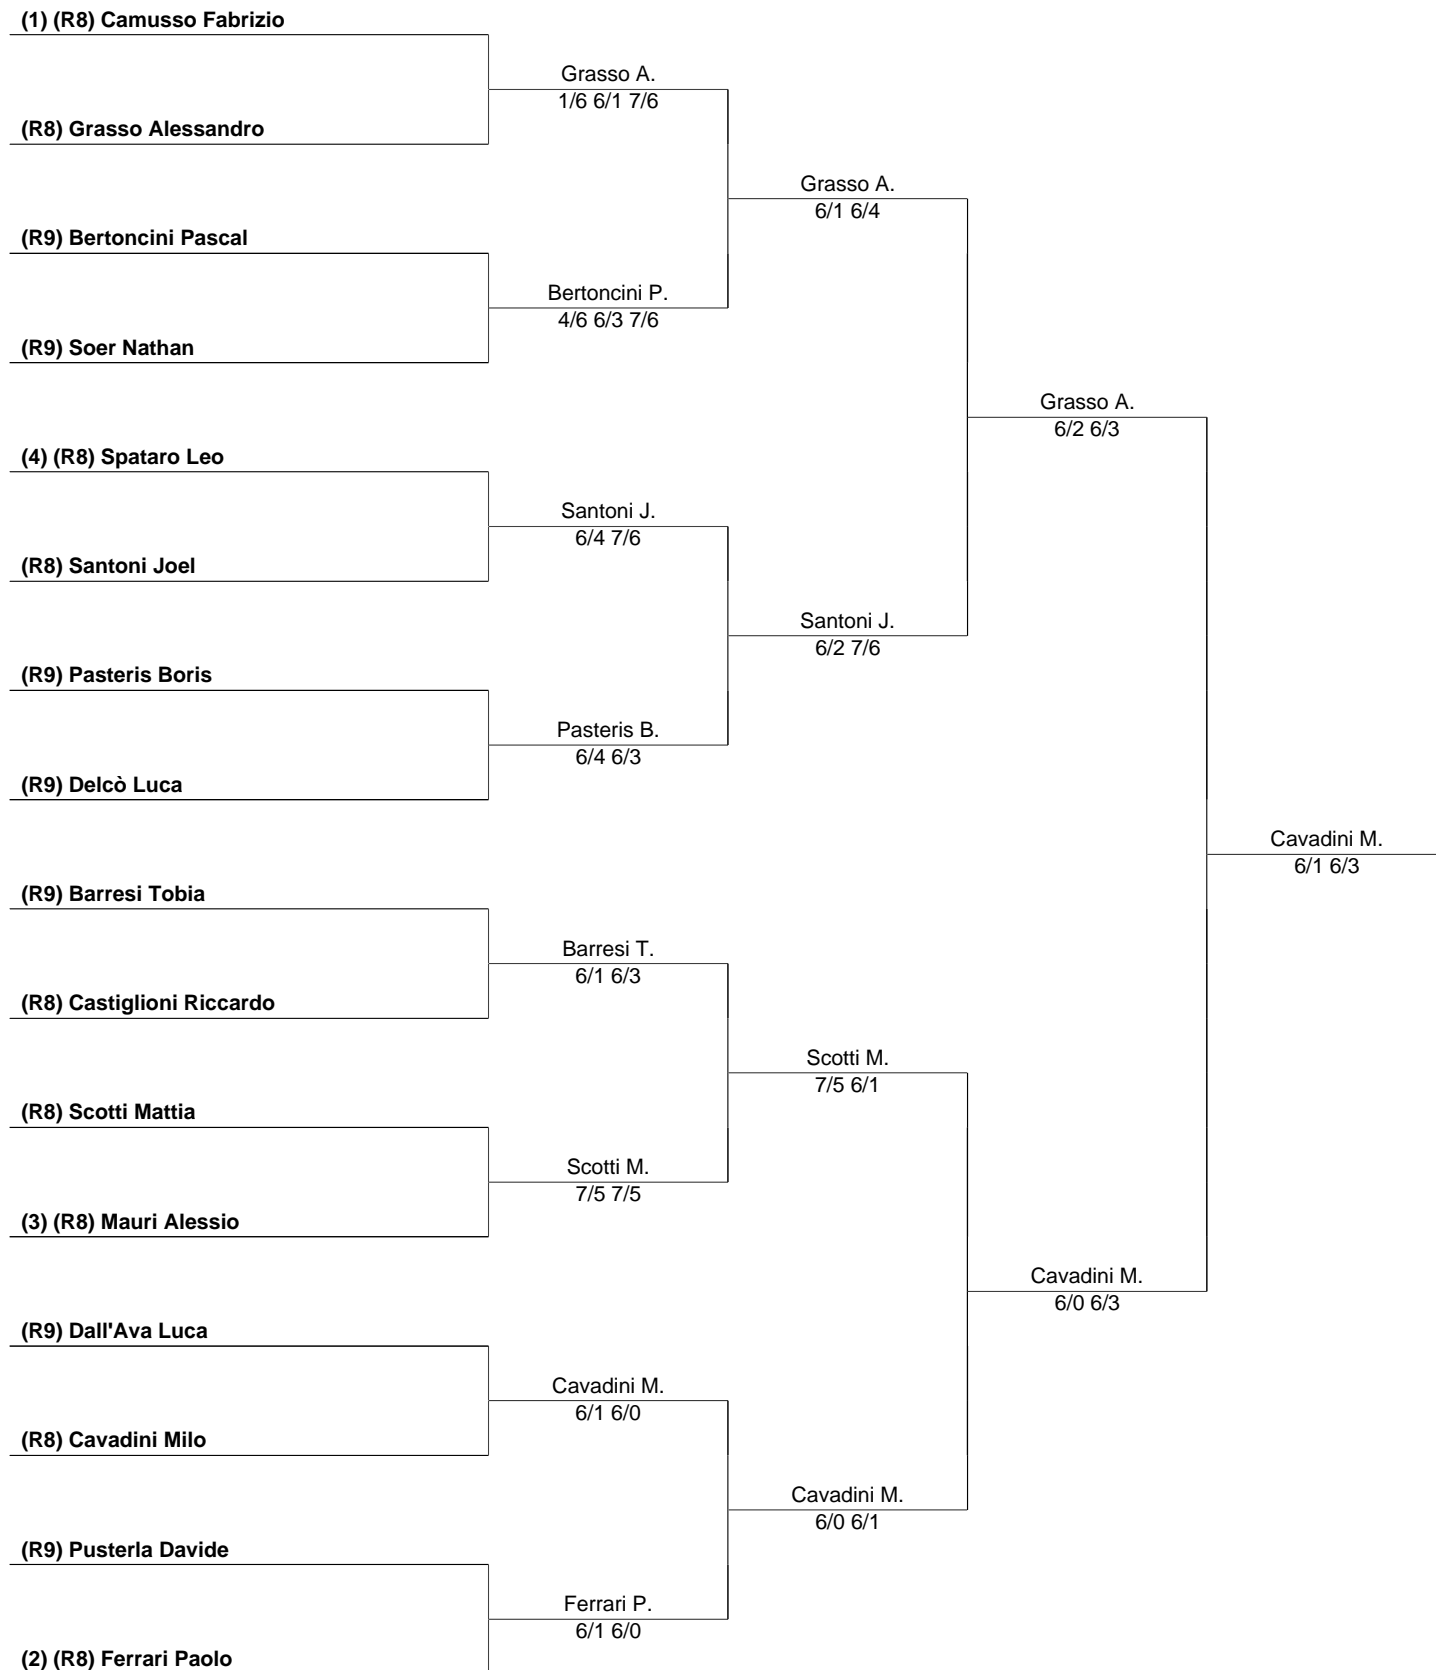 (1) (R8) Camusso Fabrizio
Grasso A.
1/6 6/1 7/6
(R8) Grasso Alessandro
Grasso A.
6/1 6/4
(R9) Bertoncini Pascal
Bertoncini P.
4/6 6/3 7/6
(R9) Soer Nathan
Grasso A.
6/2 6/3
(4) (R8) Spataro Leo
Santoni J.
6/4 7/6
(R8) Santoni Joel
Santoni J.
6/2 7/6
(R9) Pasteris Boris
Pasteris B.
6/4 6/3
(R9) Delcò Luca
Cavadini M.
6/1 6/3
(R9) Barresi Tobia
Barresi T.
6/1 6/3
(R8) Castiglioni Riccardo
Scotti M.
7/5 6/1
(R8) Scotti Mattia
Scotti M.
7/5 7/5
(3) (R8) Mauri Alessio
Cavadini M.
6/0 6/3
(R9) Dall'Ava Luca
Cavadini M.
6/1 6/0
(R8) Cavadini Milo
Cavadini M.
6/0 6/1
(R9) Pusterla Davide
Ferrari P.
6/1 6/0
(2) (R8) Ferrari Paolo